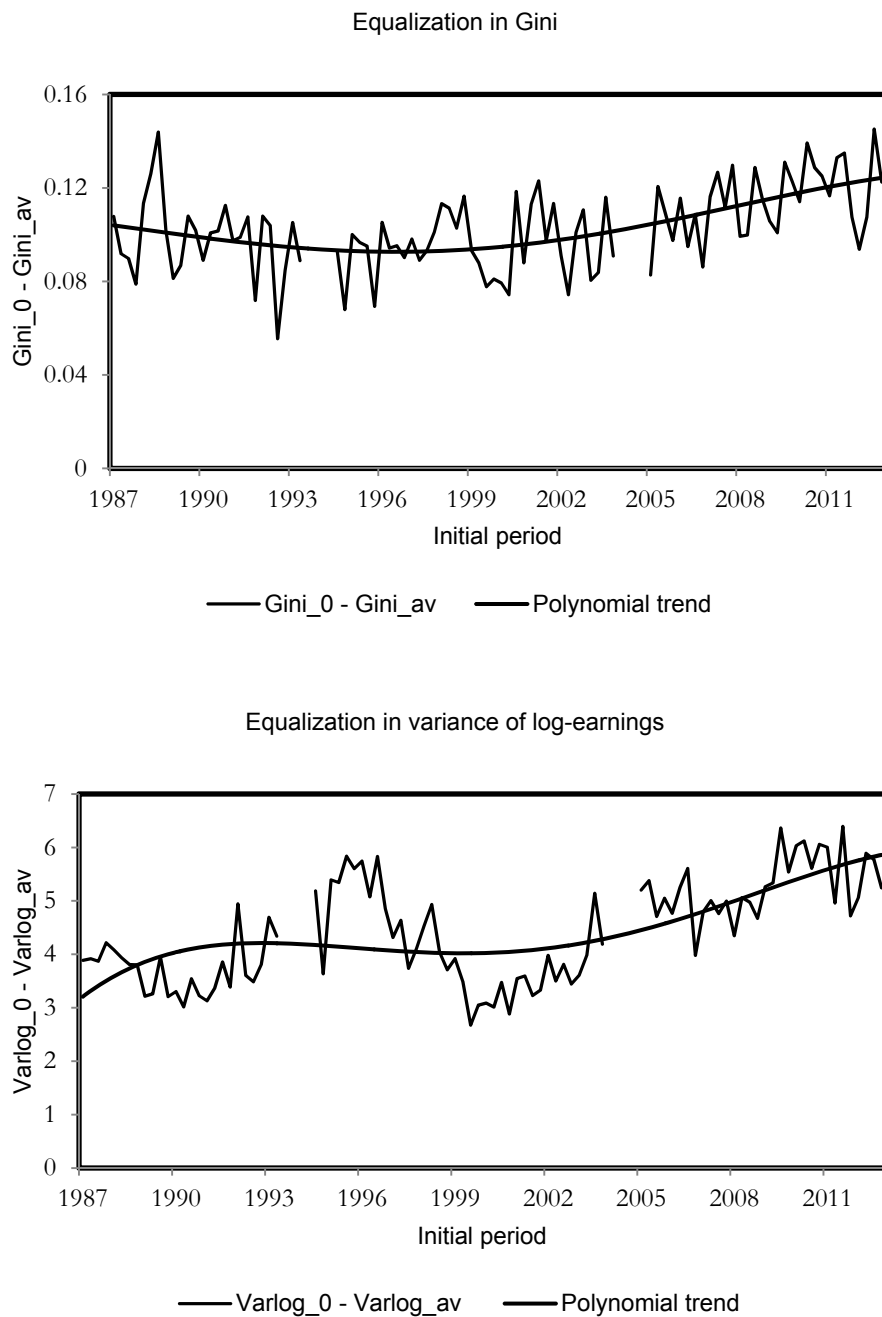 Equalization in Gini
0.16
0.12
0.08
0.04
0
Gini_0 - Gini_av
1987 1990 1993 1996 1999 2002 2005 2008 2011
Initial period
Gini_0 - Gini_av Polynomial trend
Equalization in variance of log-earnings
7
6
5
4
3
2
1
0
Varlog_0 - Varlog_av
1987 1990 1993 1996 1999 2002 2005 2008 2011
Initial period
Varlog_0 - Varlog_av Polynomial trend